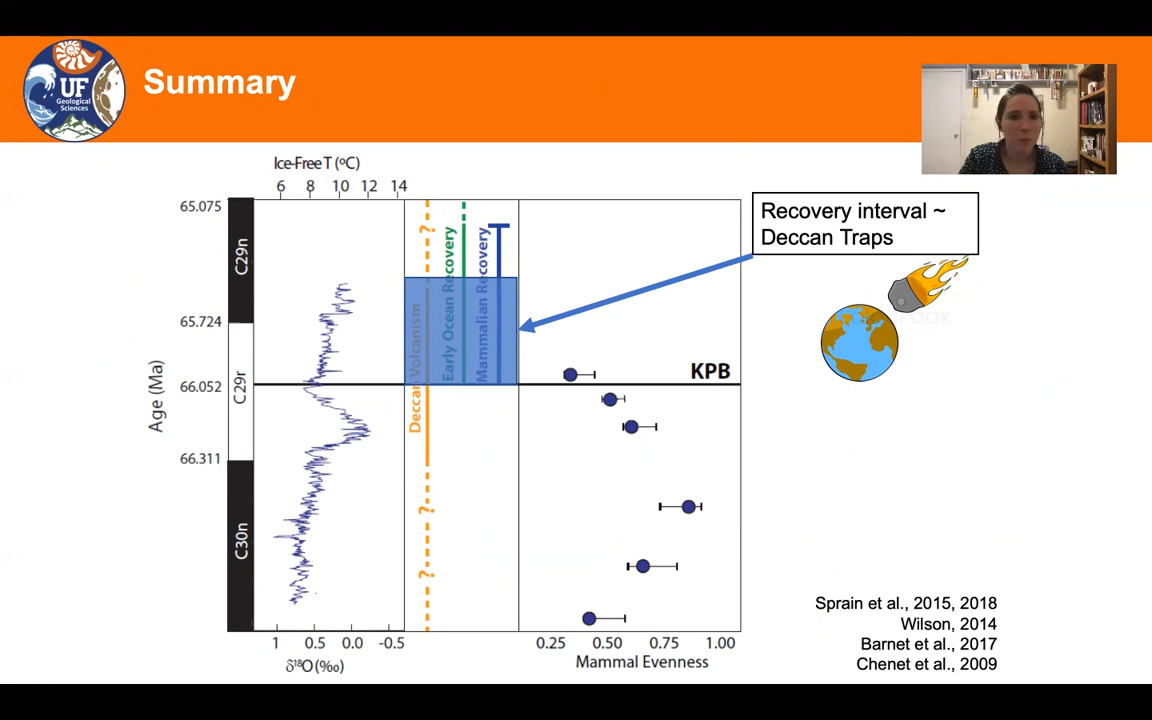 UF
Geological
Sciences
Summary
Ice-Free T (ºC)
6 8 10 12 14
65.075
65.724
66.052
66.311
Age (Ma)
C29n
C29r
C30n
?
Deccan Volcanism
?
?
Early Ocean Recovery
Mammalian Recovery
Recovery interval ~
Deccan Traps
KPB
1 0.5 0.0 -0.5
δ¹⁸O (‰)
0.25 0.50 0.75 1.00
Mammal Evenness
Sprain et al., 2015, 2018
Wilson, 2014
Barnet et al., 2017
Chenet et al., 2009